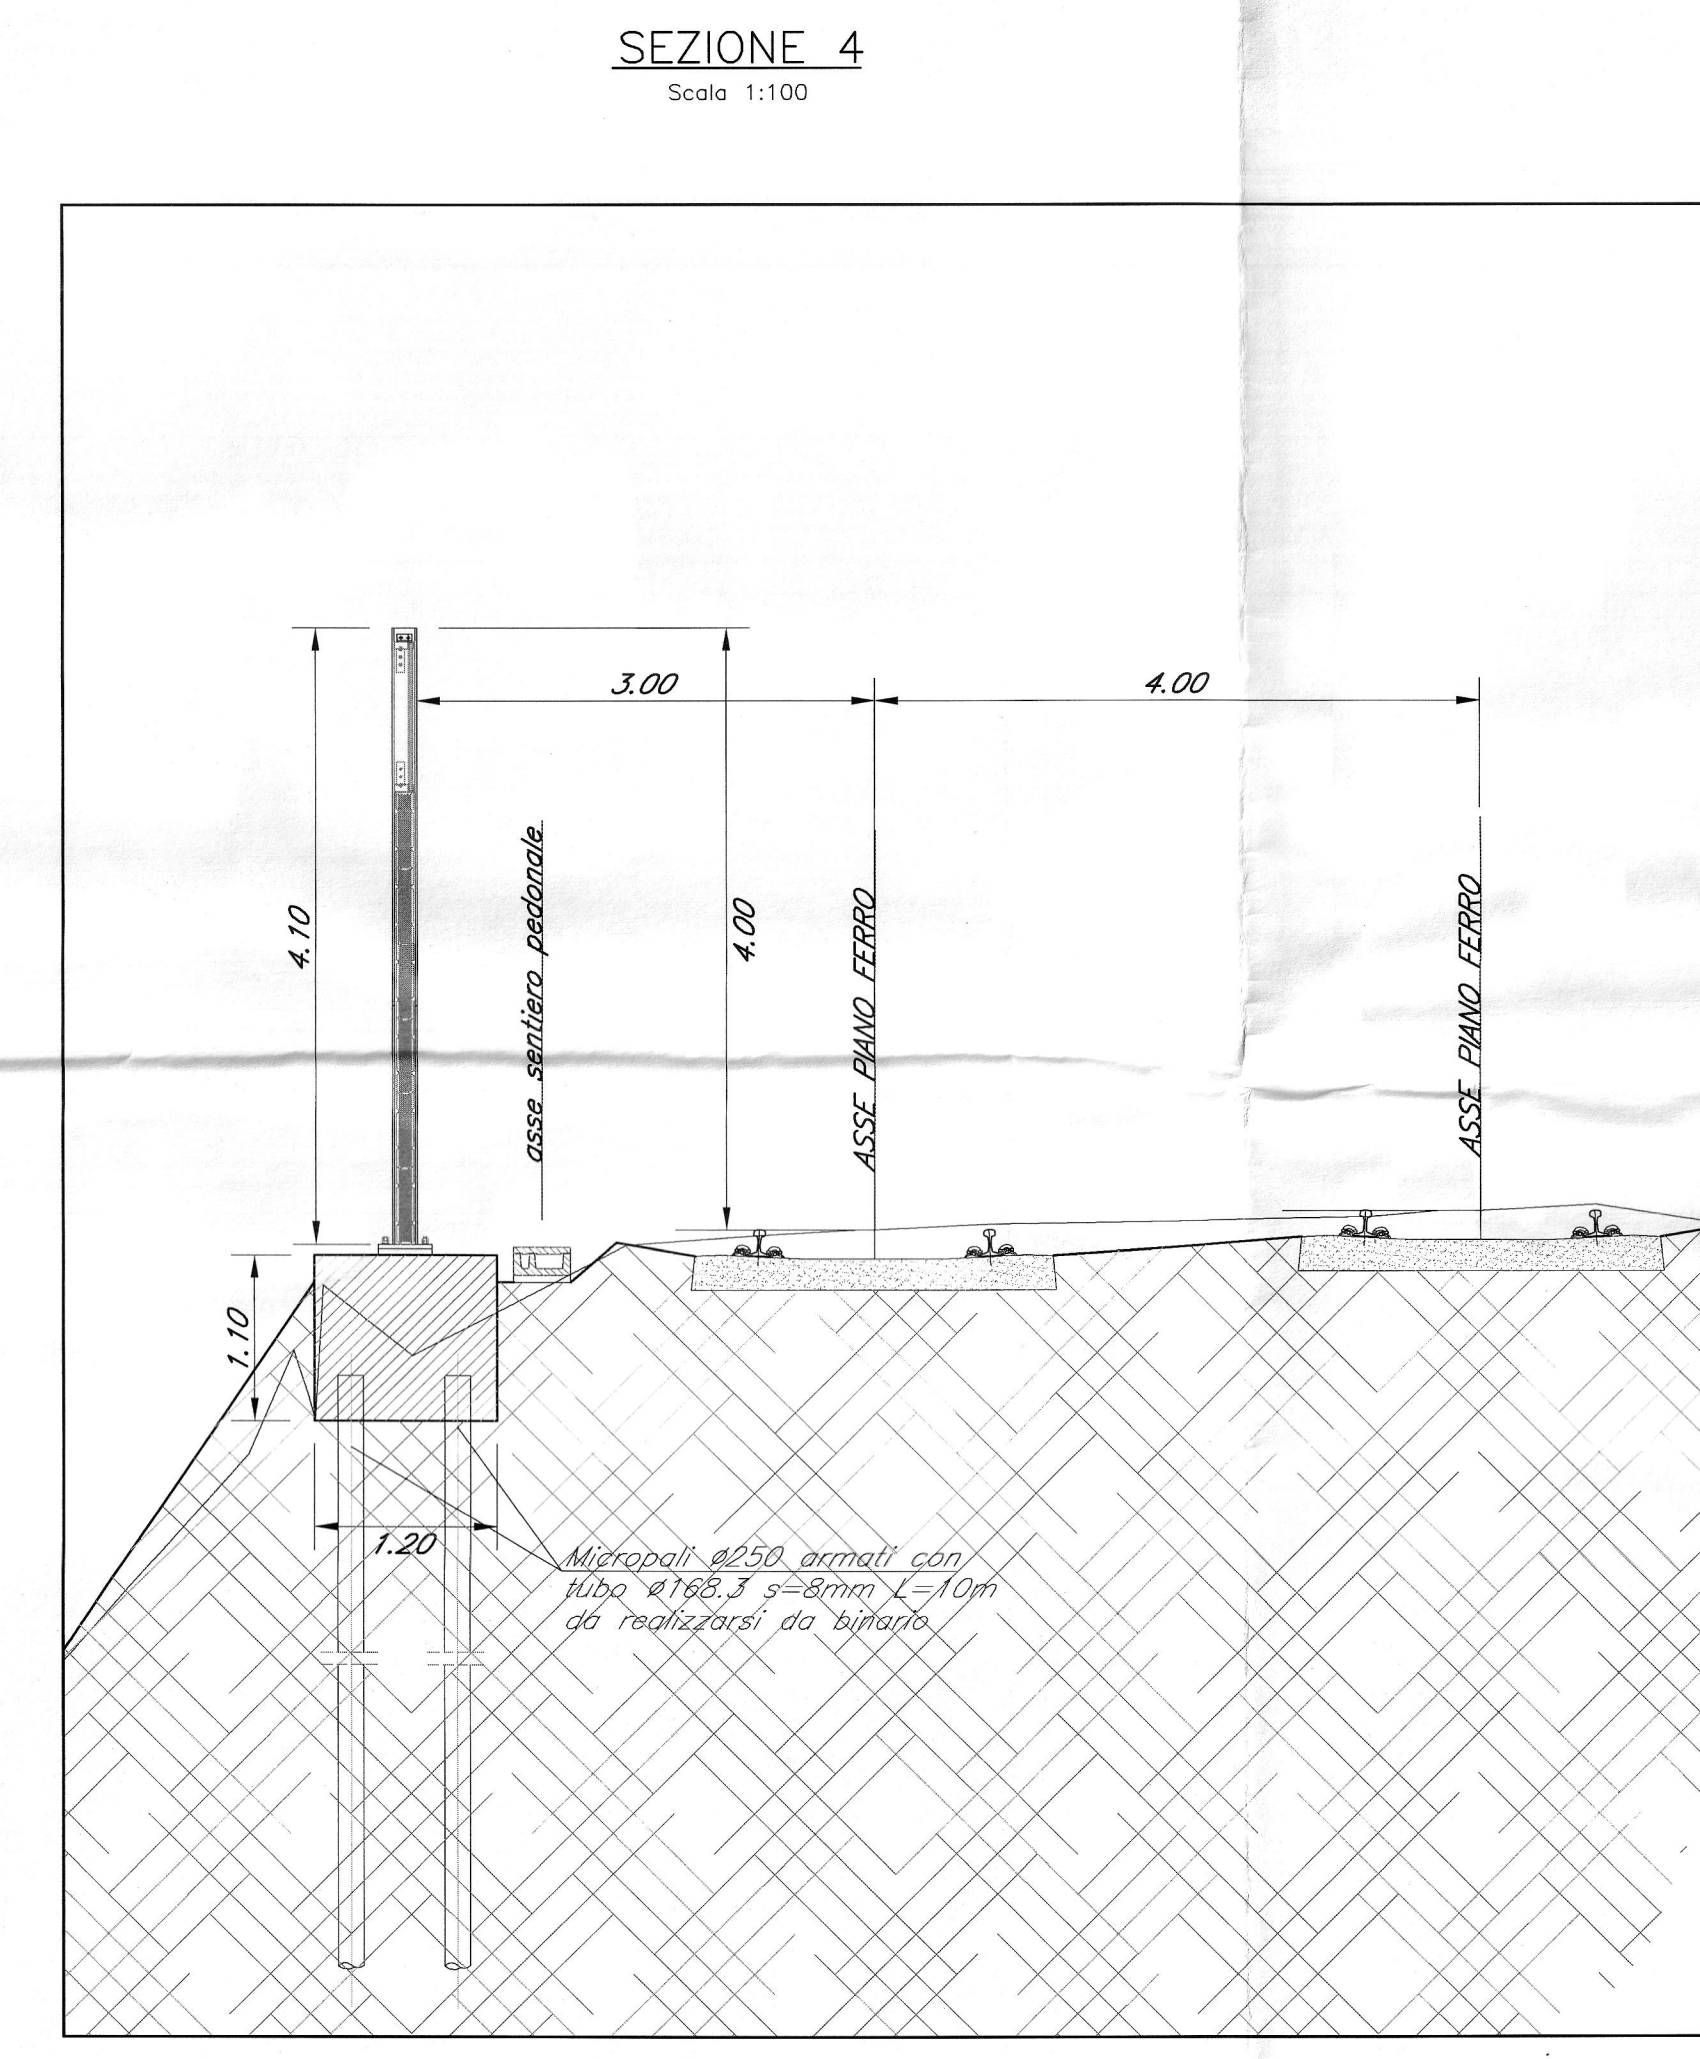 SEZIONE 4
Scala 1:100
3.00
4.00
4.10
asse sentiero pedonale
4.00
ASSE PIANO FERRO
ASSE PIANO FERRO
1.10
1.20
Micropali ø250 armati con
tubo ø168.3 s=8mm L=10m
da realizzarsi da binario